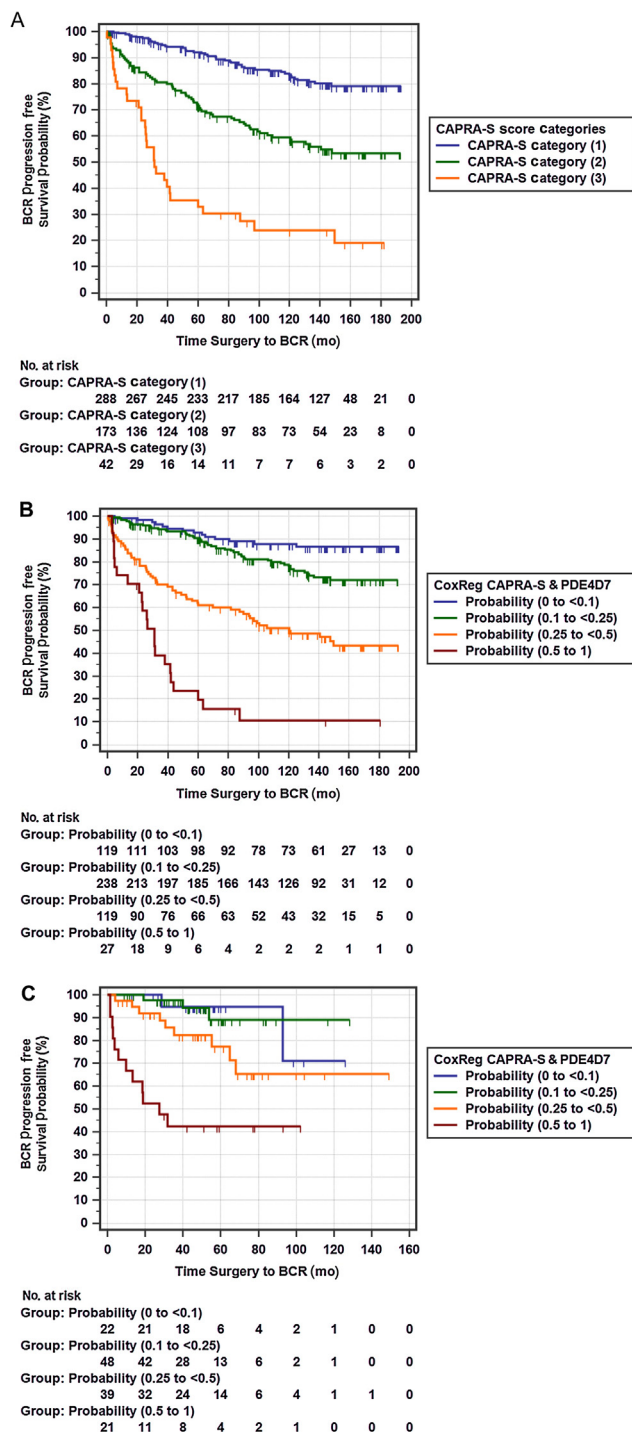 A
100
90
80
70
60
50
40
30
20
10
0
BCR progression free
survival probability (%)
0 20 40 60 80 100 120 140 160 180 200
Time Surgery to BCR (mo)
CAPRA-S score categories
CAPRA-S category (1)
CAPRA-S category (2)
CAPRA-S category (3)
No. at risk
Group: CAPRA-S category (1)
288 267 245 233 217 185 164 127 48 21 0
Group: CAPRA-S category (2)
173 136 124 108 97 83 73 54 23 8 0
Group: CAPRA-S category (3)
42 29 16 14 11 7 7 6 3 2 0
B
100
90
80
70
60
50
40
30
20
10
0
BCR progression free
survival probability (%)
0 20 40 60 80 100 120 140 160 180 200
Time Surgery to BCR (mo)
CoxReg CAPRA-S & PDE4D7
Probability (0 to <0.1)
Probability (0.1 to <0.25)
Probability (0.25 to <0.5)
Probability (0.5 to 1)
No. at risk
Group: Probability (0 to <0.1)
119 111 103 98 92 78 73 61 27 13 0
Group: Probability (0.1 to <0.25)
238 213 197 185 166 143 126 92 31 12 0
Group: Probability (0.25 to <0.5)
119 90 76 66 63 52 43 32 15 5 0
Group: Probability (0.5 to 1)
27 18 9 6 4 2 2 2 1 1 0
C
100
90
80
70
60
50
40
30
20
100
0
BCR progression free
survival Probability (%)
0 20 40 60 80 100 120 140 160
Time Surgery to BCR (mo)
CoxReg CAPRA-S & PDE4D7
Probability (0 to <0.1)
Probability (0.1 to <0.25)
Probability (0.25 to <0.5)
Probability (0.5 to 1)
No. at risk
Group: Probability (0 to <0.1)
22 21 18 6 4 2 1 0 0
Group: Probability (0.1 to <0.25)
48 42 28 13 6 2 1 0 0
Group: Probability (0.25 to <0.5)
39 32 24 14 6 4 1 1 0
Group: Probability (0.5 to 1)
21 11 8 4 2 1 0 0 0